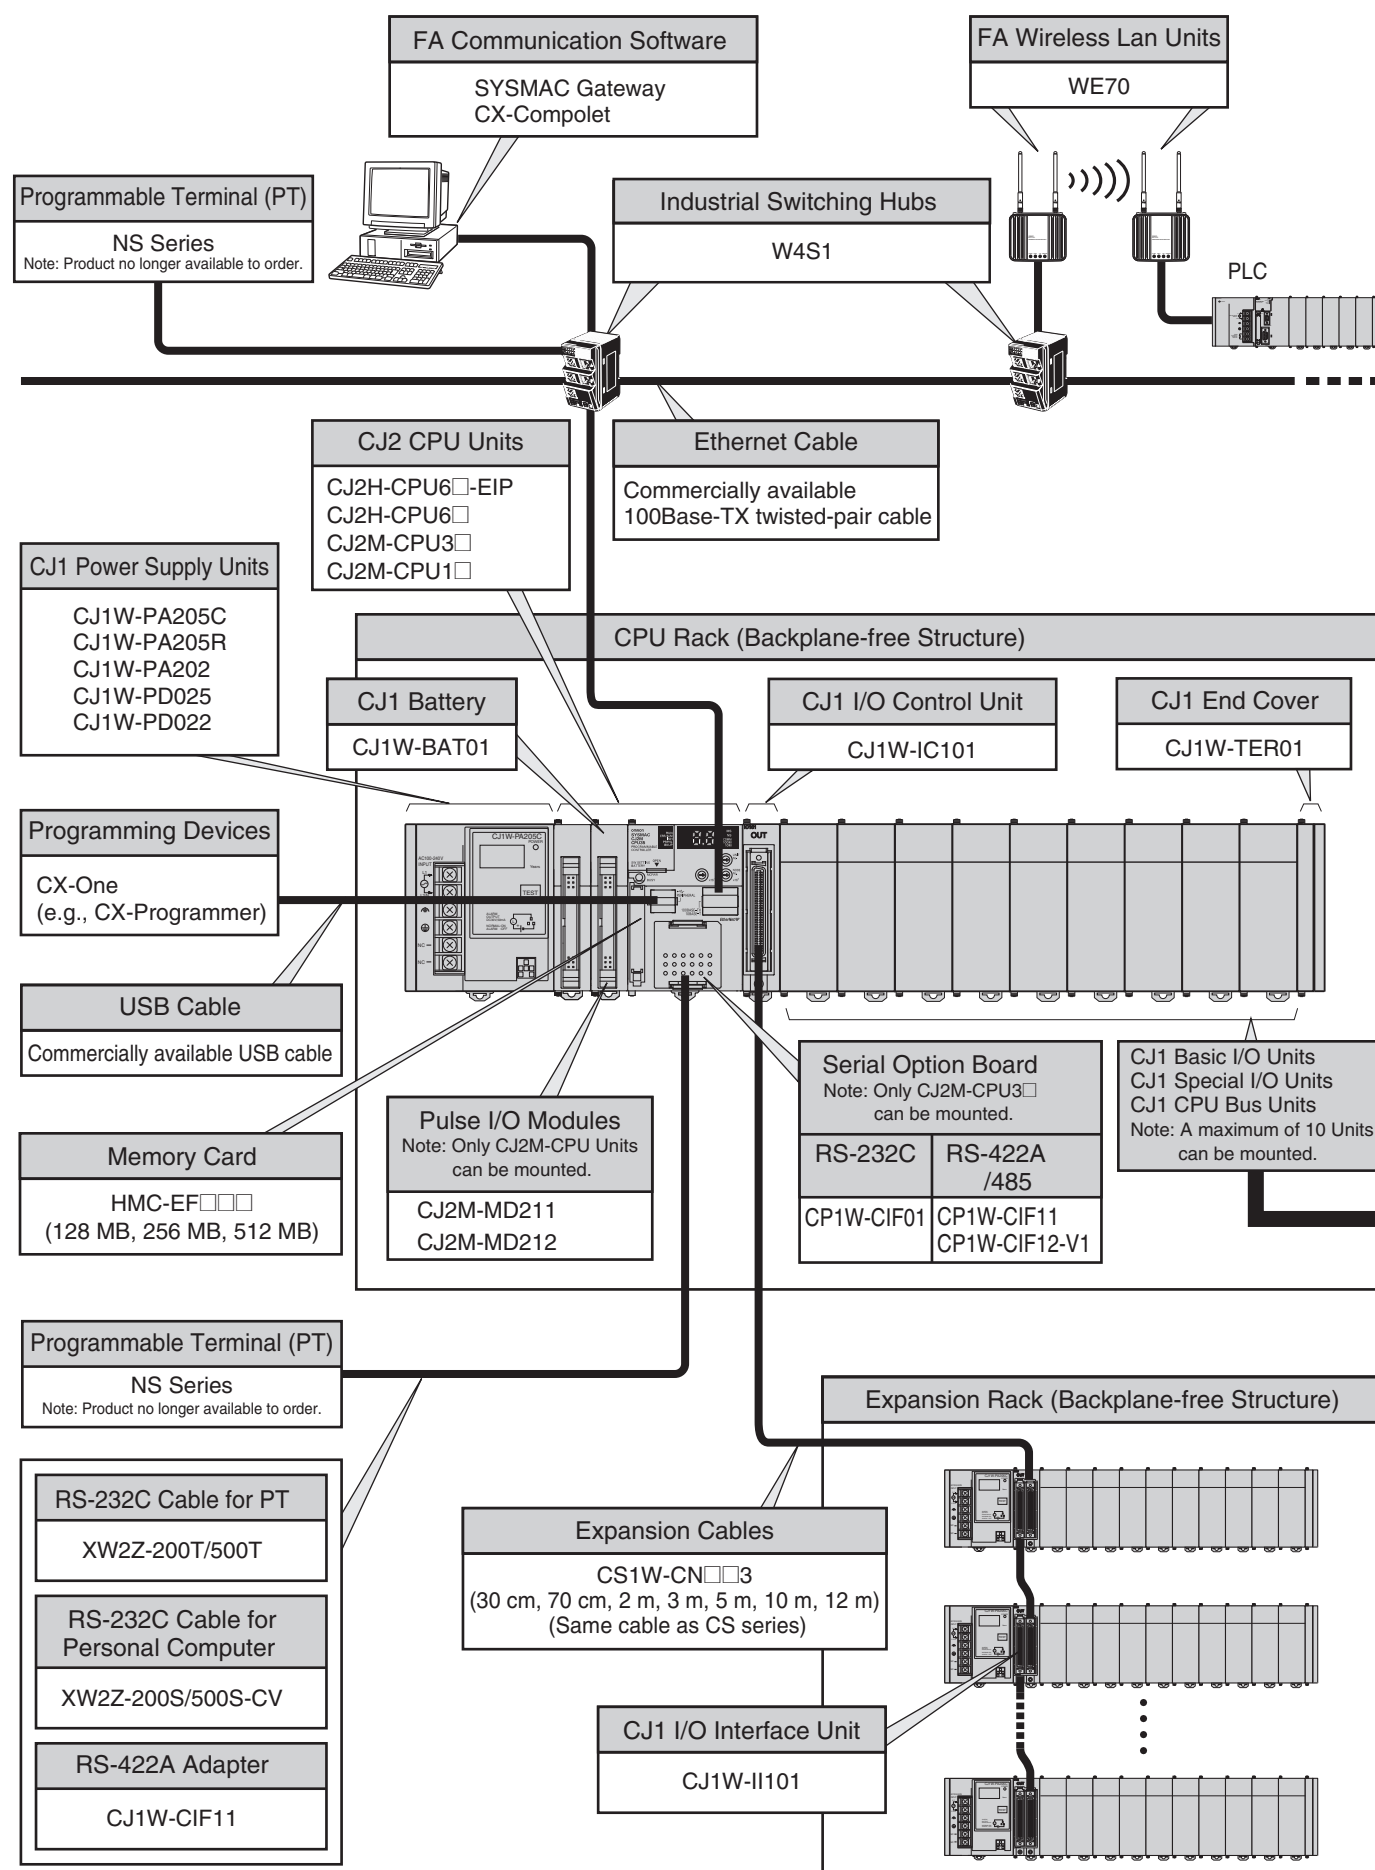 FA Communication Software
SYSMAC Gateway
CX-Compolet
FA Wireless Lan Units
WE70
Programmable Terminal (PT)
NS Series
Note: Product no longer available to order.
Industrial Switching Hubs
W4S1
PLC
CJ2 CPU Units
CJ2H-CPU6□-EIP
CJ2H-CPU6□
CJ2M-CPU3□
CJ2M-CPU1□
Ethernet Cable
Commercially available
100Base-TX twisted-pair cable
CJ1 Power Supply Units
CJ1W-PA205C
CJ1W-PA205R
CJ1W-PA202
CJ1W-PD025
CJ1W-PD022
CPU Rack (Backplane-free Structure)
CJ1 Battery
CJ1W-BAT01
CJ1 I/O Control Unit
CJ1W-IC101
CJ1 End Cover
CJ1W-TER01
Programming Devices
CX-One
(e.g., CX-Programmer)
CJ1W-PA205C
POWER
AC100-240V
INPUT
TEST
NC
NC
SYSMAC
OUT
USB Cable
Commercially available USB cable
Memory Card
HMC-EF□□□
(128 MB, 256 MB, 512 MB)
Pulse I/O Modules
Note: Only CJ2M-CPU Units
can be mounted.
CJ2M-MD211
CJ2M-MD212
Serial Option Board
Note: Only CJ2M-CPU3□
can be mounted.
RS-232C
RS-422A
/485
CP1W-CIF01
CP1W-CIF11
CP1W-CIF12-V1
CJ1 Basic I/O Units
CJ1 Special I/O Units
CJ1 CPU Bus Units
Note: A maximum of 10 Units
can be mounted.
Programmable Terminal (PT)
NS Series
Note: Product no longer available to order.
Expansion Rack (Backplane-free Structure)
RS-232C Cable for PT
XW2Z-200T/500T
RS-232C Cable for
Personal Computer
XW2Z-200S/500S-CV
RS-422A Adapter
CJ1W-CIF11
Expansion Cables
CS1W-CN□□3
(30 cm, 70 cm, 2 m, 3 m, 5 m, 10 m, 12 m)
(Same cable as CS series)
CJ1 I/O Interface Unit
CJ1W-II101